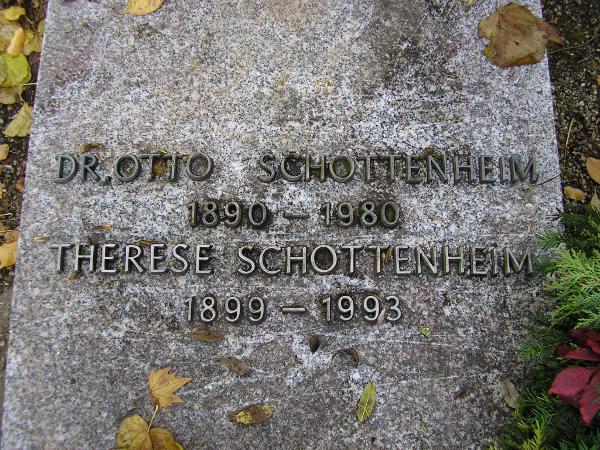 DR. OTTO SCHOTTENHEIM
1890 – 1980
THERESE SCHOTTENHEIM
1899 – 1993